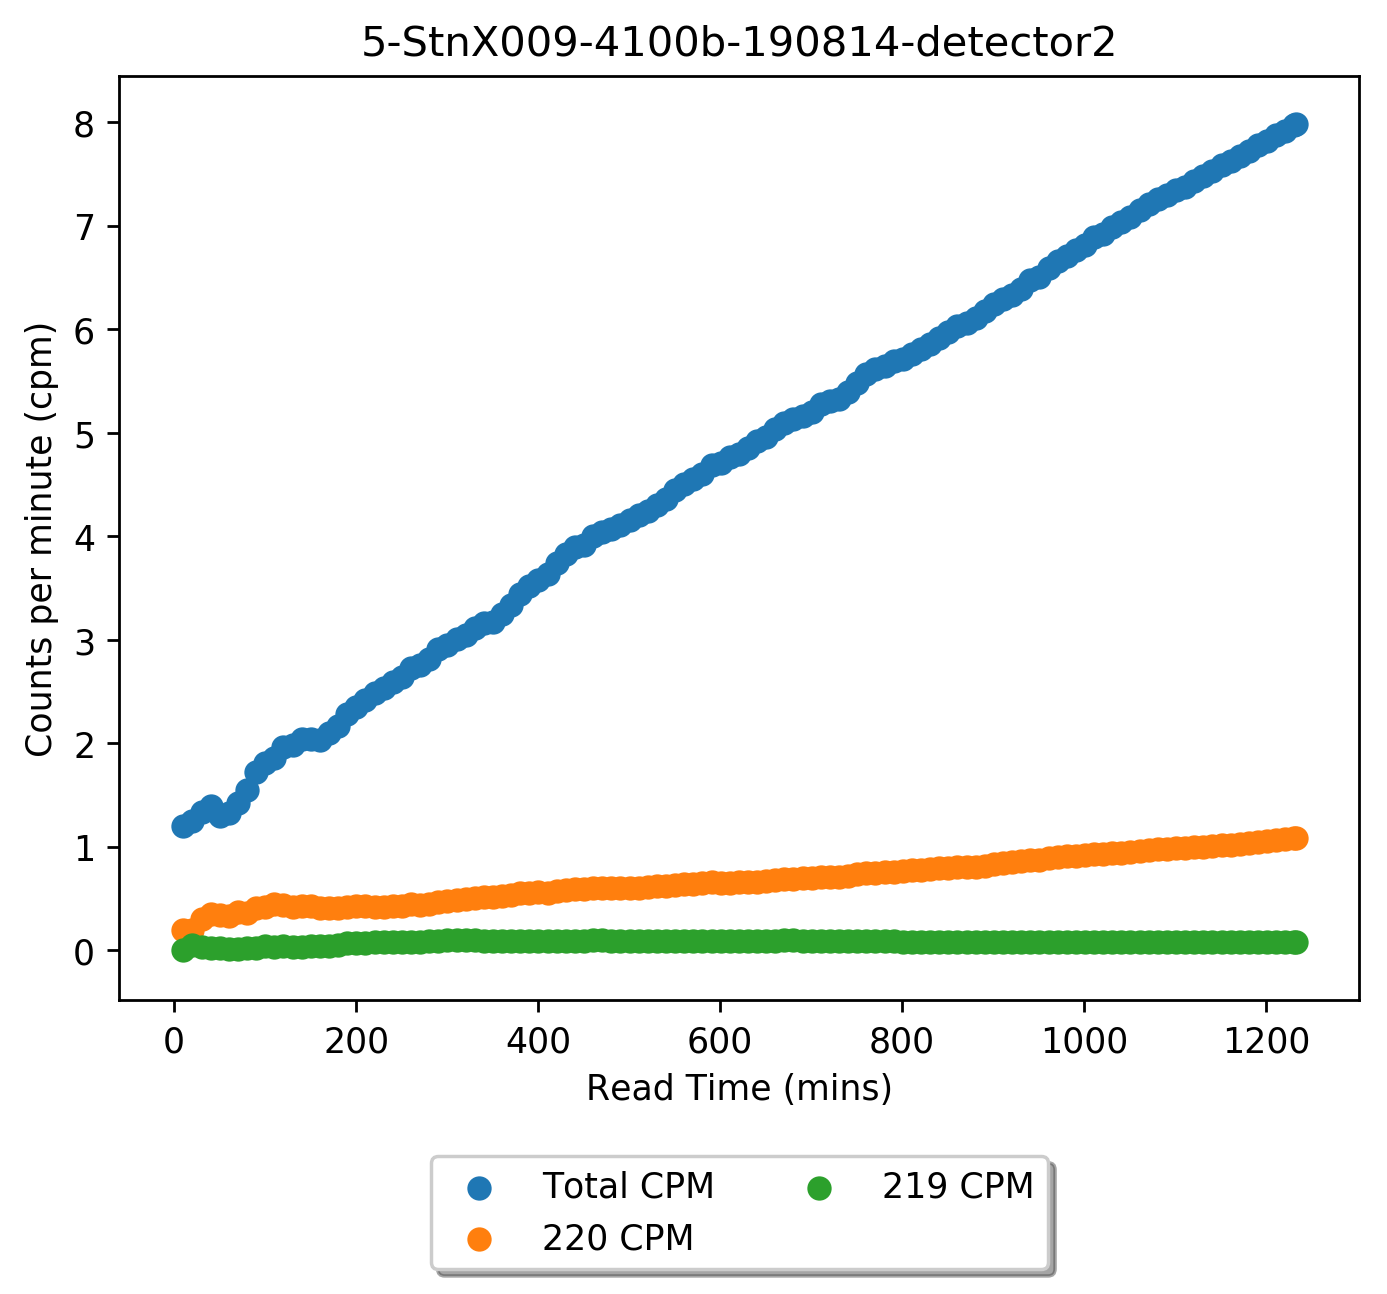 5-StnX009-4100b-190814-detector2
8
7
6
5
4
3
2
1
0
Counts per minute (cpm)
0 200 400 600 800 1000 1200
Read Time (mins)
Total CPM 219 CPM
220 CPM